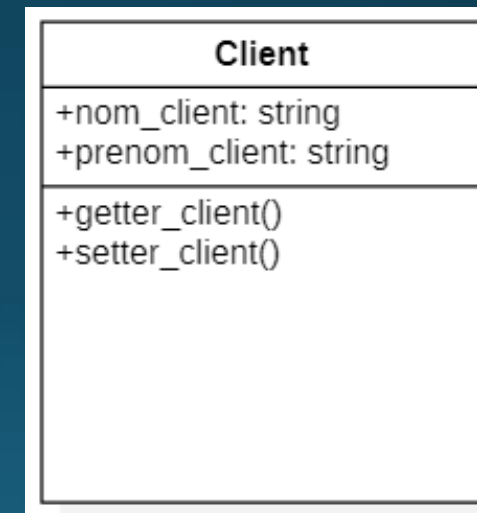 Client
+nom_client: string
+prenom_client: string
+getter_client()
+setter_client()